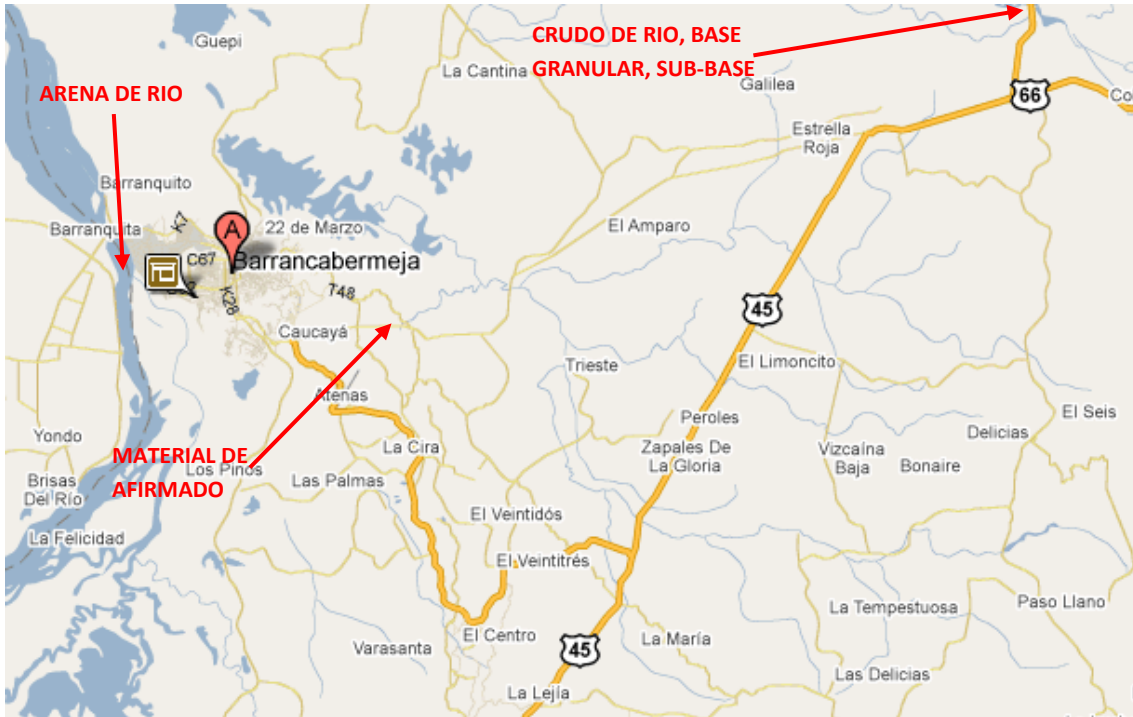 Guepi
CRUDO DE RIO, BASE
GRANULAR, SUB-BASE
La Cantina
Galilea
ARENA DE RIO
66
Co
Estrella
Roja
Barranquito
K7
Barranquita
22 de Marzo
El Amparo
A
C67
Barrancabermeja
K28
T48
45
Caucayá
Trieste
El Limoncito
Atenas
Peroles
El Seis
Yondo
La Cira
Zapales De
La Gloria
Delicias
Vizcaína
Baja
Bonaire
MATERIAL DE
AFIRMADO
Los Pinos
Las Palmas
Brisas
Del Río
El Veintidós
La Felicidad
El Veintitrés
La Tempestuosa
Paso Llano
El Centro
La María
Varasanta
45
Las Delicias
La Lejía